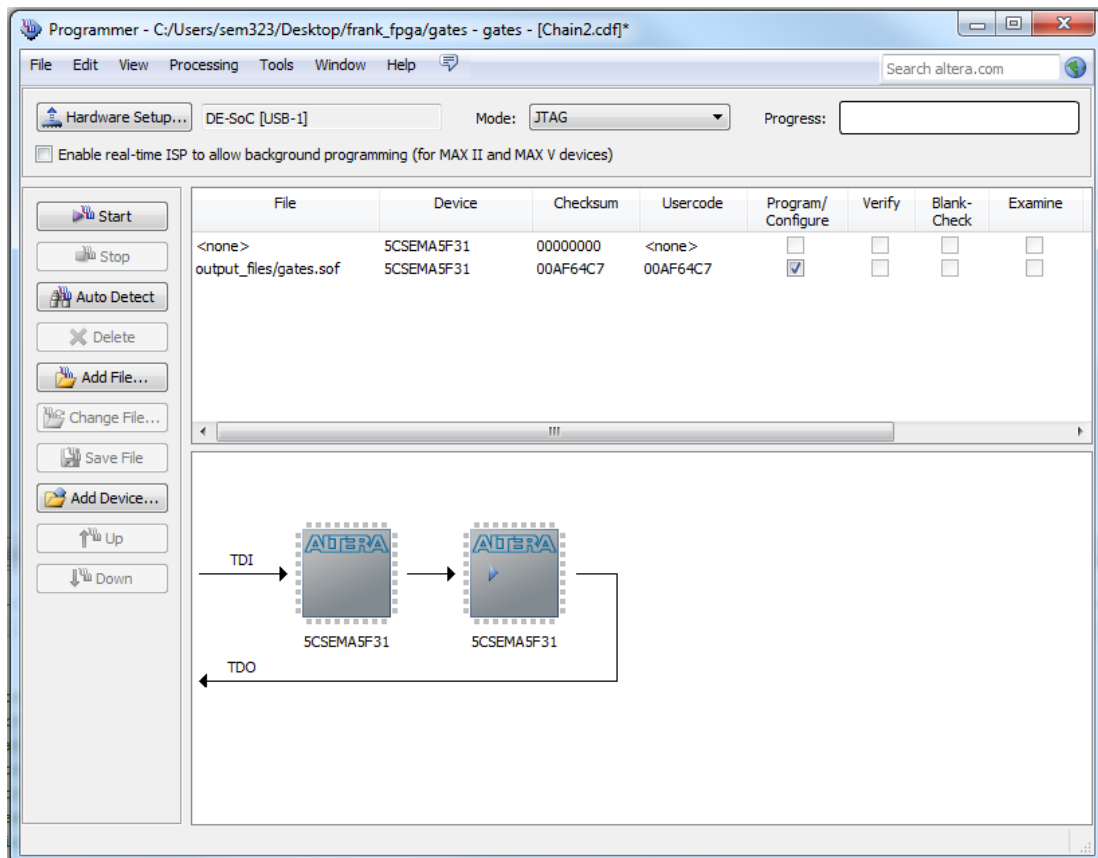 Programmer - C:/Users/sem323/Desktop/frank_fpga/gates - gates - [Chain2.cdf]*
File Edit View Processing Tools Window Help
Search altera.com
Hardware Setup... DE-SoC [USB-1] Mode: JTAG Progress:
Enable real-time ISP to allow background programming (for MAX II and MAX V devices)
Start
Stop
Auto Detect
Delete
Add File...
Change File...
Save File
Add Device...
Up
Down
File Device Checksum Usercode Program/Configure Verify Blank-Check Examine
<none> 5CSEMA5F31 00000000 <none>
output_files/gates.sof 5CSEMA5F31 00AF64C7 00AF64C7
TDI
ALTERA
5CSEMA5F31
ALTERA
5CSEMA5F31
TDO